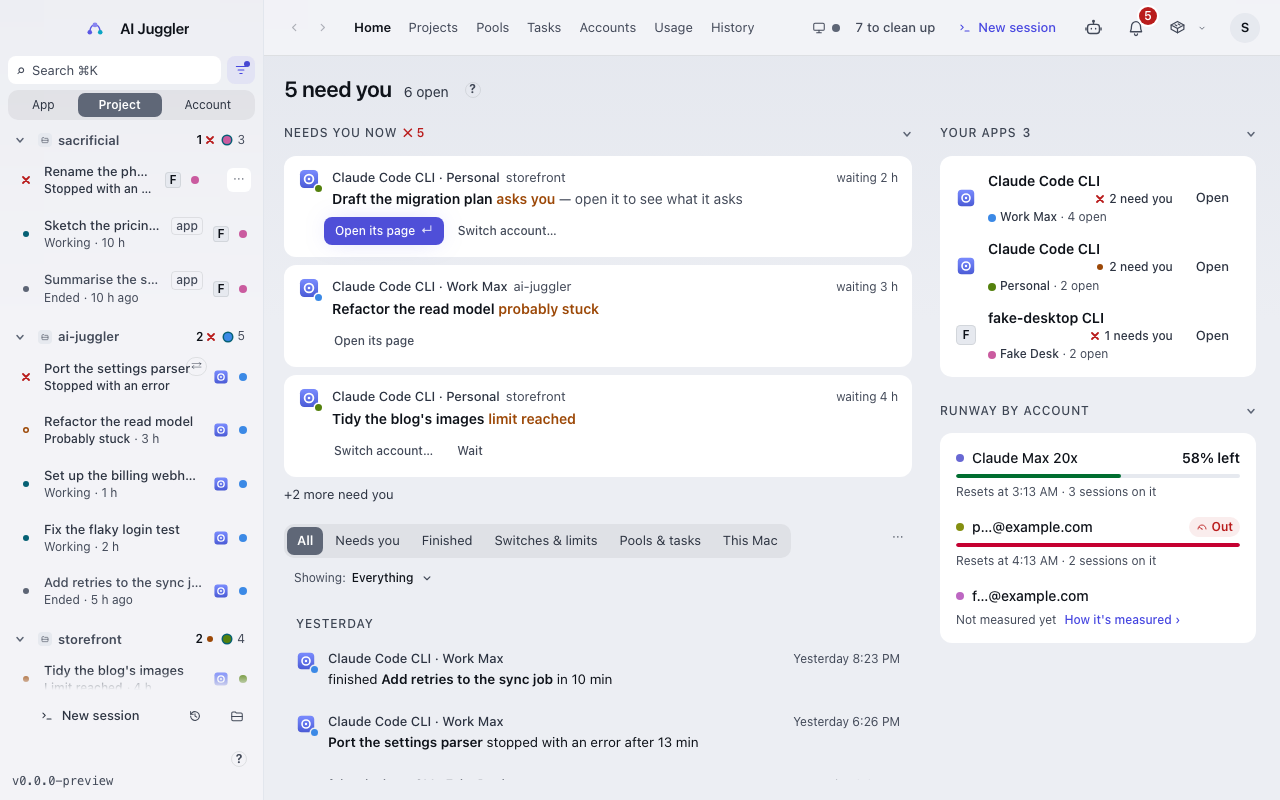 AI Juggler
Search ⌘K
App Project Account
sacrificial 1 3
Rename the ph... F
Stopped with an ...
Sketch the pricin... app F
Working · 10 h
Summarise the s... app F
Ended · 10 h ago
ai-juggler 2 5
Port the settings parser
Stopped with an error
Refactor the read model
Probably stuck · 3 h
Set up the billing webh...
Working · 1 h
Fix the flaky login test
Working · 2 h
Add retries to the sync j...
Ended · 5 h ago
storefront 2 4
Tidy the blog's images
Limit reached · 4 h
New session
?
v0.0.0-preview
Home Projects Pools Tasks Accounts Usage History
7 to clean up New session 5 S
5 need you 6 open ?
NEEDS YOU NOW 5
Claude Code CLI · Personal storefront waiting 2 h
Draft the migration plan asks you — open it to see what it asks
Open its page ↵ Switch account...
Claude Code CLI · Work Max ai-juggler waiting 3 h
Refactor the read model probably stuck
Open its page
Claude Code CLI · Personal storefront waiting 4 h
Tidy the blog's images limit reached
Switch account... Wait
+2 more need you
All Needs you Finished Switches & limits Pools & tasks This Mac ...
Showing: Everything
YESTERDAY
Claude Code CLI · Work Max Yesterday 8:23 PM
finished Add retries to the sync job in 10 min
Claude Code CLI · Work Max Yesterday 6:26 PM
Port the settings parser stopped with an error after 13 min
YOUR APPS 3
Claude Code CLI
2 need you Open
Work Max · 4 open
Claude Code CLI
2 need you Open
Personal · 2 open
fake-desktop CLI
F 1 needs you Open
Fake Desk · 2 open
RUNWAY BY ACCOUNT
Claude Max 20x 58% left
Resets at 3:13 AM · 3 sessions on it
p...@example.com Out
Resets at 4:13 AM · 2 sessions on it
f...@example.com
Not measured yet How it's measured ›